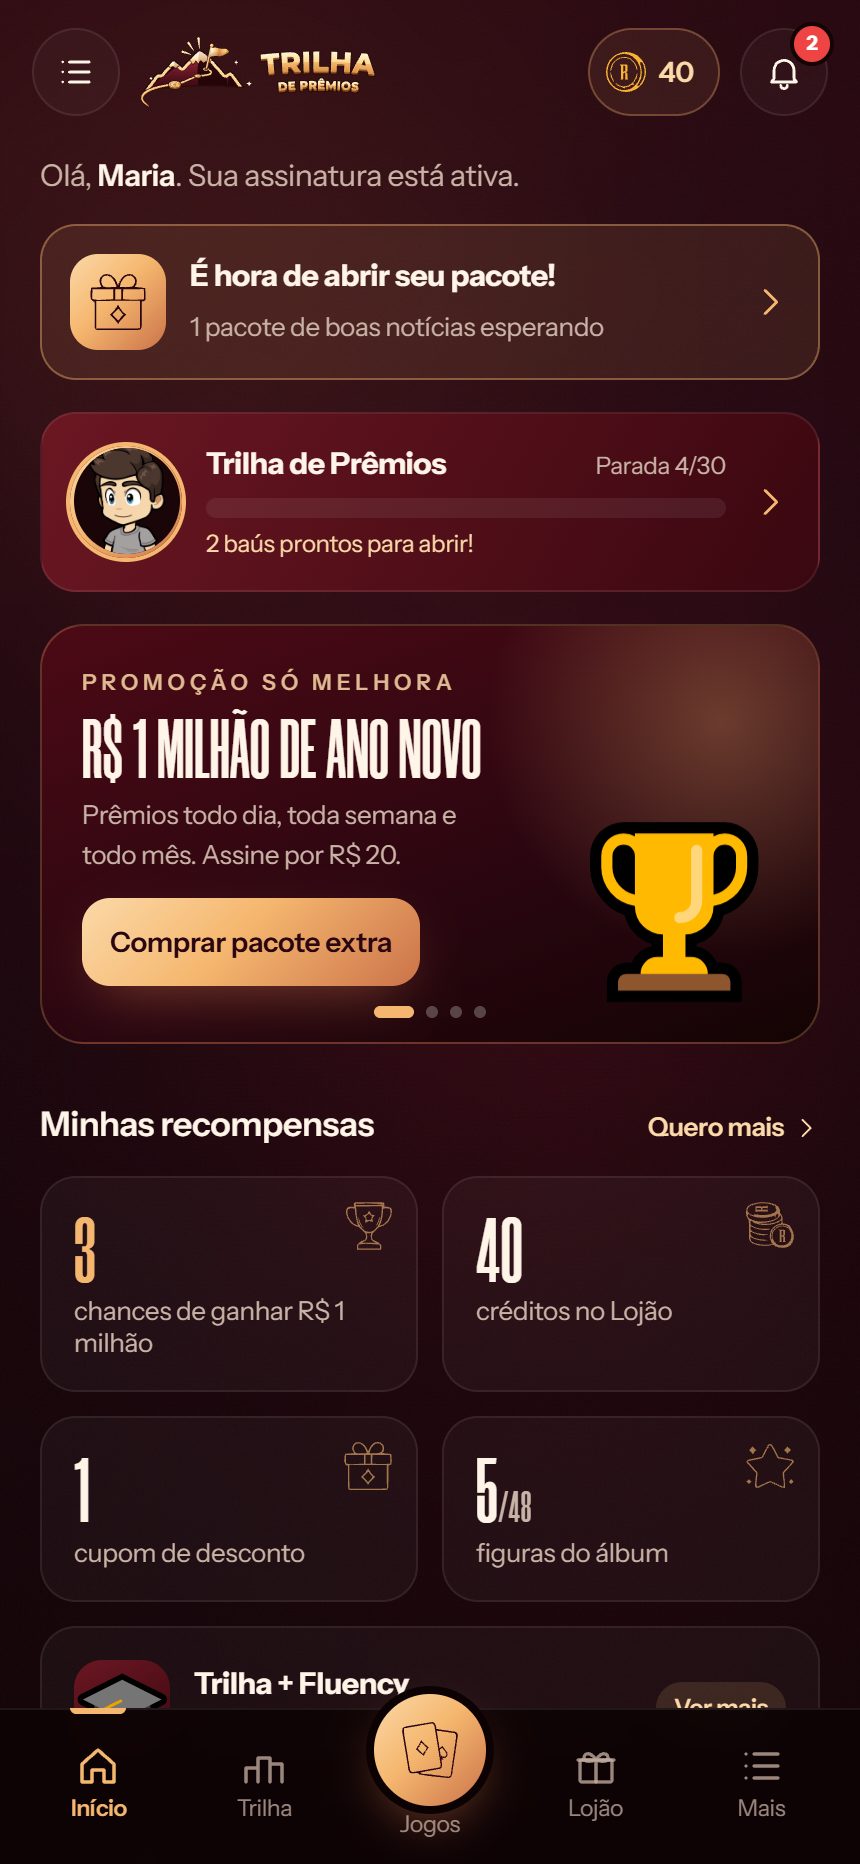 TRILHA
DE PRÊMIOS
R
40
2
Olá, Maria. Sua assinatura está ativa.
É hora de abrir seu pacote!
1 pacote de boas notícias esperando
Trilha de Prêmios
Parada 4/30
2 baús prontos para abrir!
PROMOÇÃO SÓ MELHORA
R$ 1 MILHÃO DE ANO NOVO
Prêmios todo dia, toda semana e
todo mês. Assine por R$ 20.
Comprar pacote extra
Minhas recompensas
Quero mais
3
chances de ganhar R$ 1
milhão
R
40
créditos no Lojão
1
cupom de desconto
5/48
figuras do álbum
Trilha + Fluency
Ver mais
Início
Trilha
Jogos
Lojão
Mais